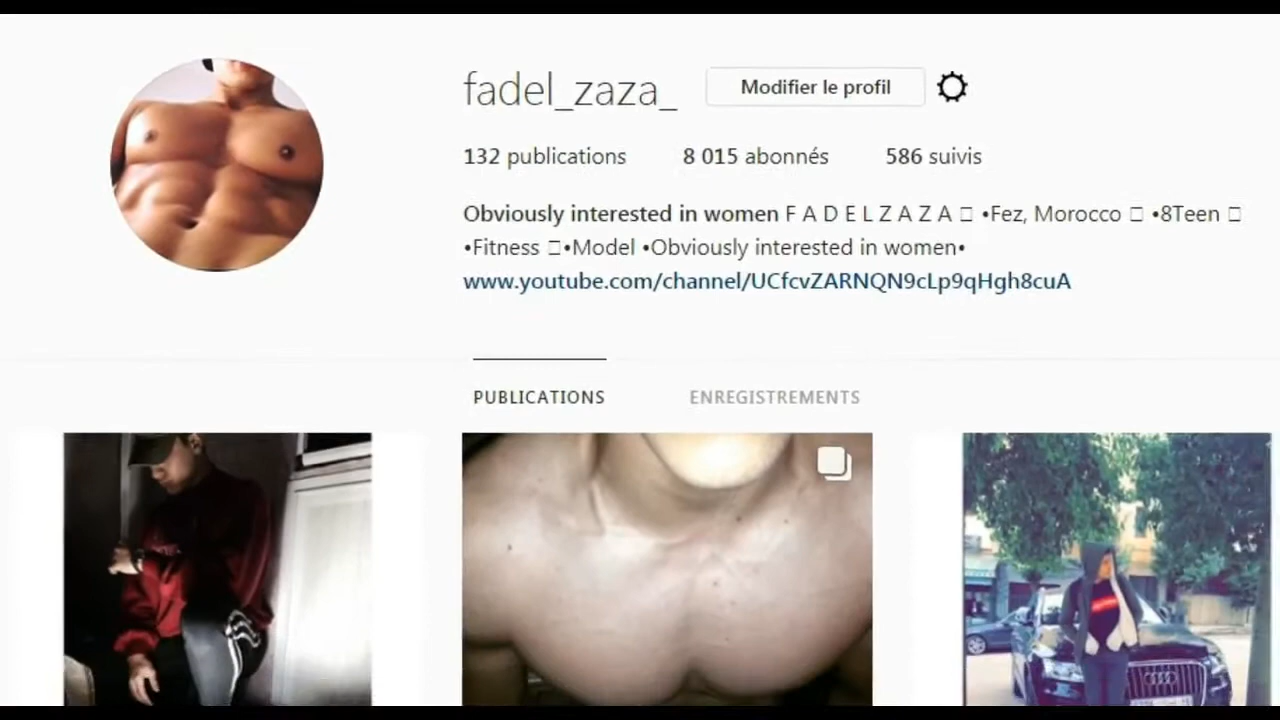 fadel_zaza_ Modifier le profil
132 publications 8 015 abonnés 586 suivis
Obviously interested in women F A D E L Z A Z A •Fez, Morocco •8Teen
•Fitness •Model •Obviously interested in women•
www.youtube.com/channel/UCfcvZARNQN9cLp9qHgh8cuA
PUBLICATIONS ENREGISTREMENTS